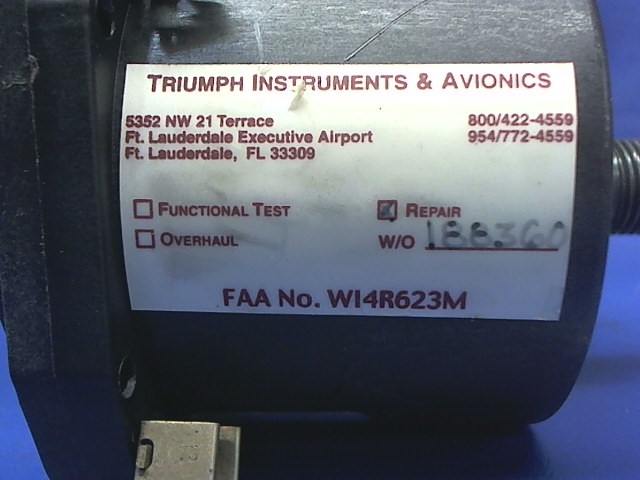 TRIUMPH INSTRUMENTS & AVIONICS
5352 NW 21 Terrace 800/422-4559
Ft. Lauderdale Executive Airport 954/772-4559
Ft. Lauderdale, FL 33309
FUNCTIONAL TEST REPAIR
OVERHAUL W/O 188360
FAA No. WI4R623M